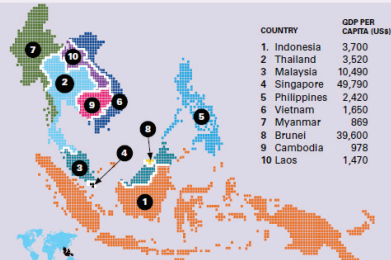 COUNTRY GDP PER CAPITA (US$)
1. Indonesia 3,700
2 Thailand 3,520
3 Malaysia 10,490
4 Singapore 49,790
5 Philippines 2,420
6 Vietnam 1,650
7 Myanmar 869
8 Brunei 39,600
9 Cambodia 978
10 Laos 1,470
7
10
2
9
6
5
8
4
3
1